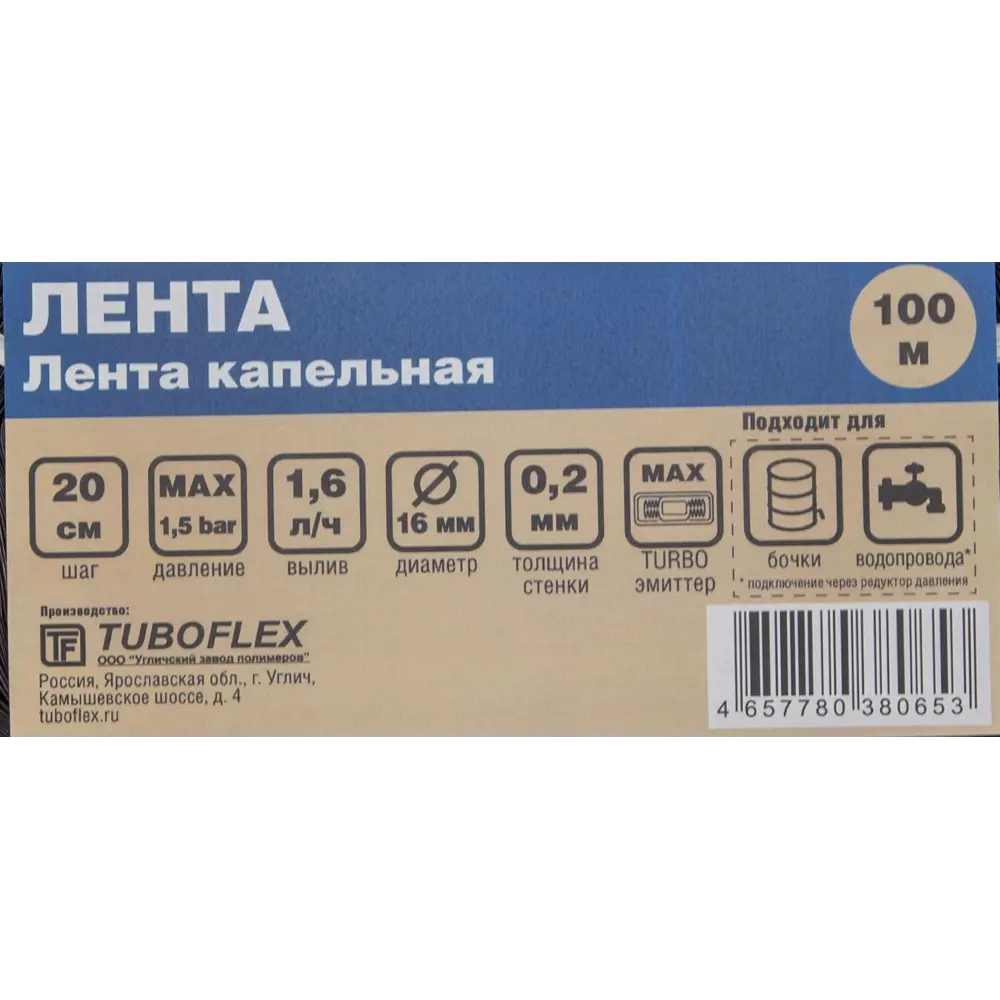 ЛЕНТА
Лента капельная
100
м
Подходит для
20
см
шаг
MAX
1,5 bar
давление
1,6
л/ч
вылив
16 мм
диаметр
0,2
мм
толщина
стенки
MAX
TURBO
эмиттер
бочки
водопровода*
* подключение через редуктор давления
Производство:
TF TUBOFLEX
ООО "Угличский завод полимеров"
Россия, Ярославская обл., г. Углич,
Камышевское шоссе, д. 4
tuboflex.ru
4 657780 380653